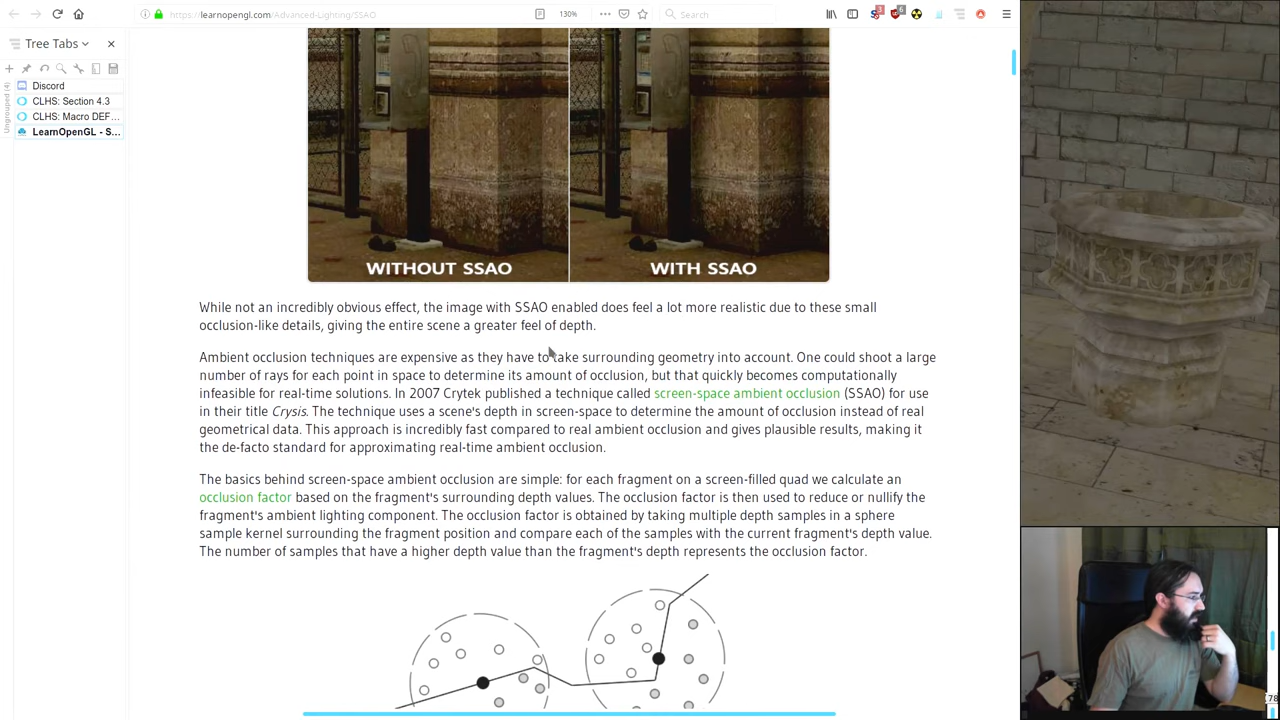 https://learnopengl.com/Advanced-Lighting/SSAO
130%
Search
3
6
Tree Tabs
Ungrouped (4)
Discord
CLHS: Section 4.3
CLHS: Macro DEF...
LearnOpenGL - S...
WITHOUT SSAO
WITH SSAO
While not an incredibly obvious effect, the image with SSAO enabled does feel a lot more realistic due to these small
occlusion-like details, giving the entire scene a greater feel of depth.
Ambient occlusion techniques are expensive as they have to take surrounding geometry into account. One could shoot a large
number of rays for each point in space to determine its amount of occlusion, but that quickly becomes computationally
infeasible for real-time solutions. In 2007 Crytek published a technique called screen-space ambient occlusion (SSAO) for use
in their title Crysis. The technique uses a scene's depth in screen-space to determine the amount of occlusion instead of real
geometrical data. This approach is incredibly fast compared to real ambient occlusion and gives plausible results, making it
the de-facto standard for approximating real-time ambient occlusion.
The basics behind screen-space ambient occlusion are simple: for each fragment on a screen-filled quad we calculate an
occlusion factor based on the fragment's surrounding depth values. The occlusion factor is then used to reduce or nullify the
fragment's ambient lighting component. The occlusion factor is obtained by taking multiple depth samples in a sphere
sample kernel surrounding the fragment position and compare each of the samples with the current fragment's depth value.
The number of samples that have a higher depth value than the fragment's depth represents the occlusion factor.